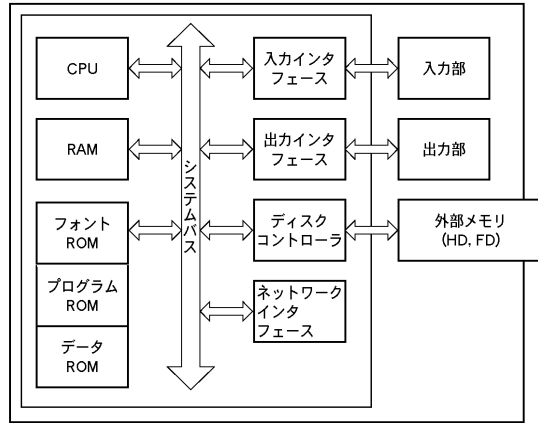 CPU
RAM
フォント
ROM
プログラム
ROM
データ
ROM
システムバス
入力インタ
フェース
出力インタ
フェース
ディスク
コントローラ
ネットワーク
インタ
フェース
入力部
出力部
外部メモリ
(HD, FD)